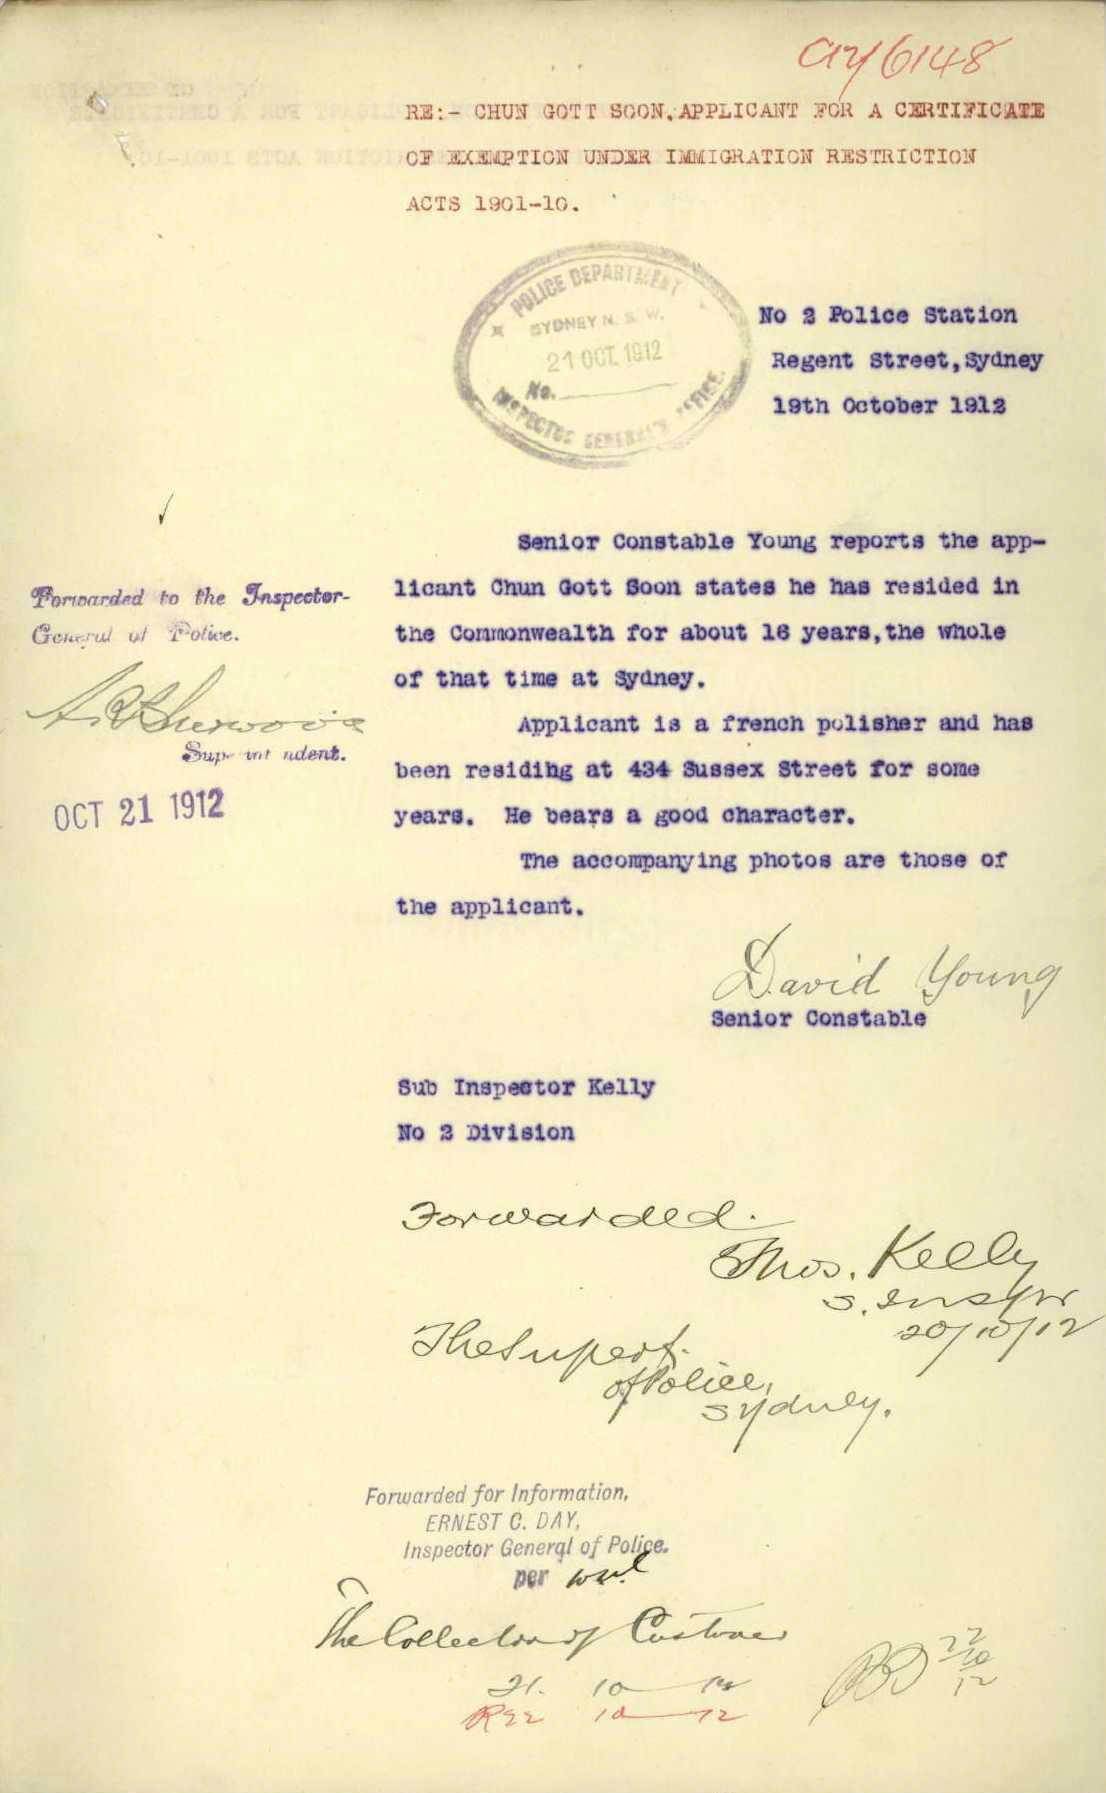 RE:- CHUN GOTT SOON. APPLICANT FOR A CERTIFICATE
OF EXEMPTION UNDER IMMIGRATION RESTRICTION
ACTS 1901-10.
POLICE DEPARTMENT
SYDNEY N. S. W.
21 OCT. 1912
No.
INSPECTOR GENERAL'S OFFICE.
No 2 Police Station
Regent Street, Sydney
19th October 1912
Senior Constable Young reports the app-
licant Chun Gott Soon states he has resided in
the Commonwealth for about 16 years, the whole
of that time at Sydney.
Applicant is a french polisher and has
been residing at 434 Sussex Street for some
years. He bears a good character.
The accompanying photos are those of
the applicant.
David Young
Senior Constable
Forwarded to the Inspector-
General of Police.
Superintendent.
OCT 21 1912
Sub Inspector Kelly
No 2 Division
Forwarded.
Thos. Kelly
S. Inspr
20/10/12
The Supert.
of Police,
Sydney.
Forwarded for Information,
ERNEST C. DAY,
Inspector General of Police.
per
The Collector of Customs
21. 10 12
22
10
12